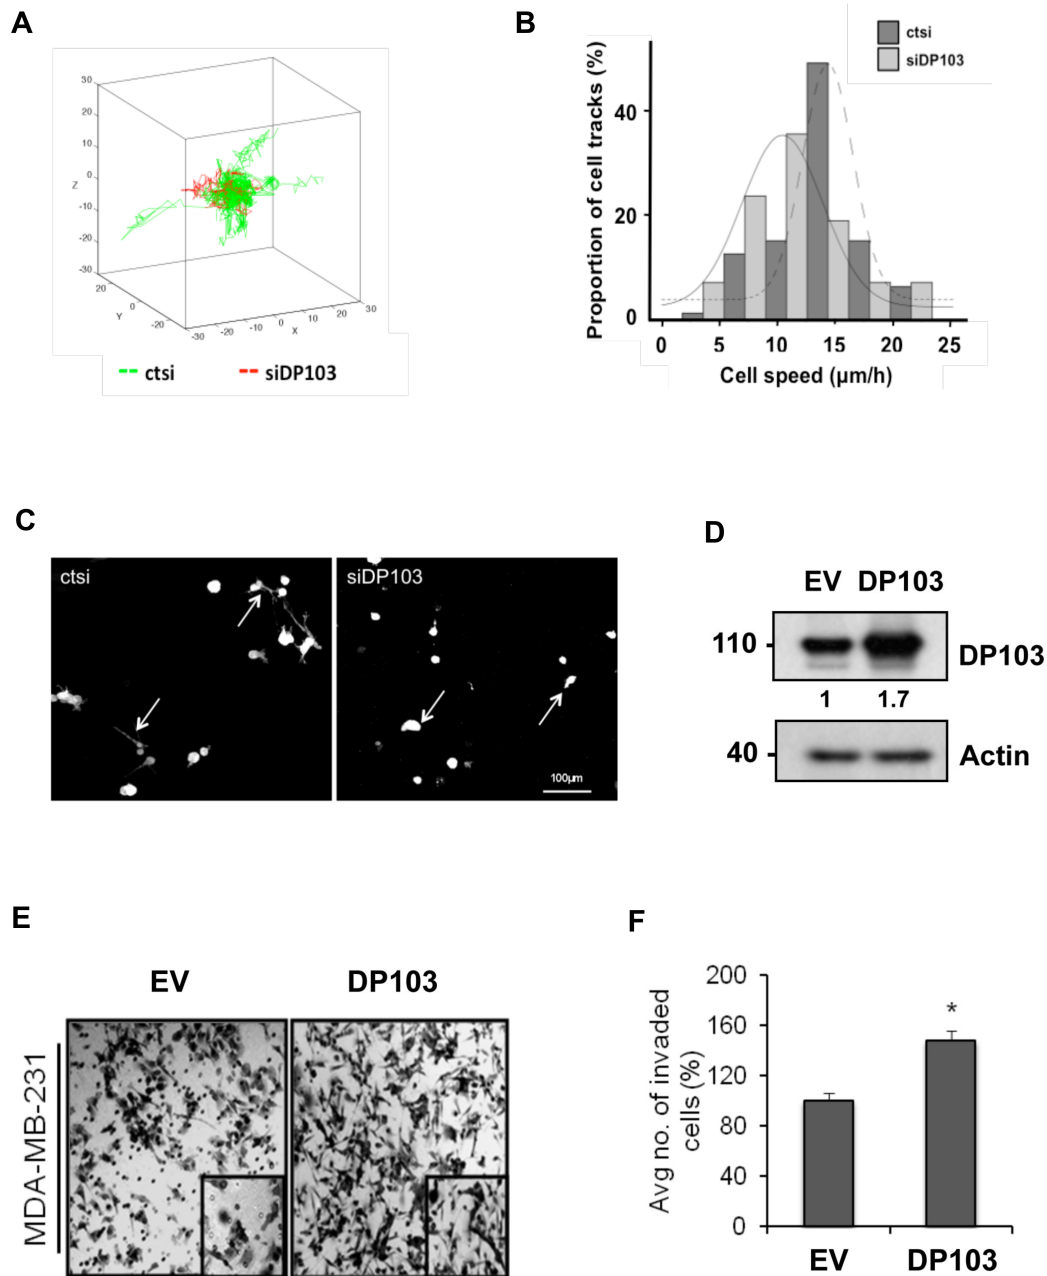 A
30
20
10
0
-10
-20
-30
Z
20
0
-20
Y
-30
-20
-10
0
10
20
30
X
ctsi
siDP103
B
ctsi
siDP103
Proportion of cell tracks (%)
40
20
0
0 5 10 15 20 25
Cell speed (µm/h)
C
ctsi
siDP103
100µm
D
EV DP103
110
DP103
1 1.7
40
Actin
E
EV DP103
MDA-MB-231
F
Avg no. of invaded
cells (%)
200
160
120
80
40
0
*
EV DP103